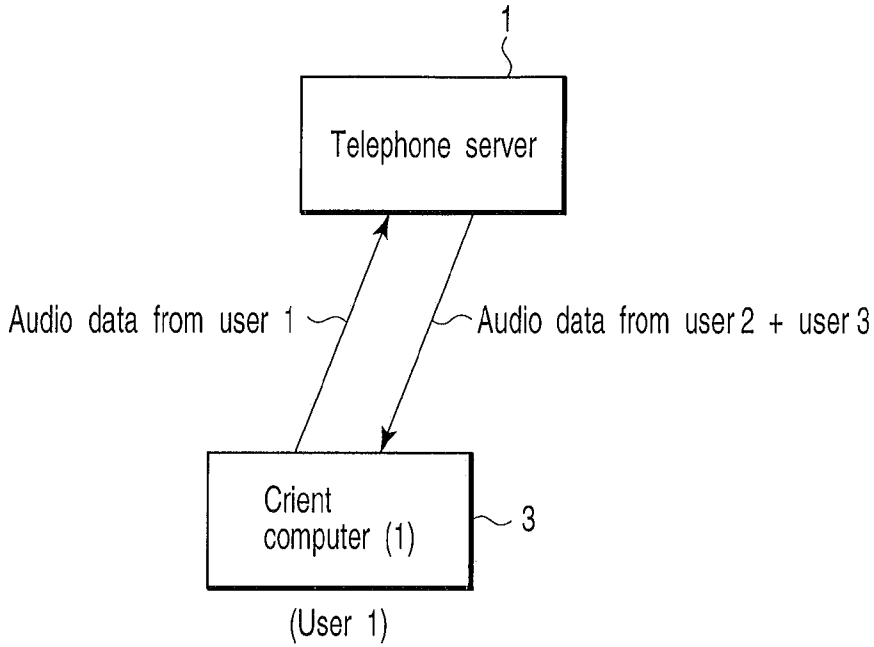 1
Telephone server
Audio data from user 1
Audio data from user 2 + user 3
Crient
computer (1)
3
(User 1)